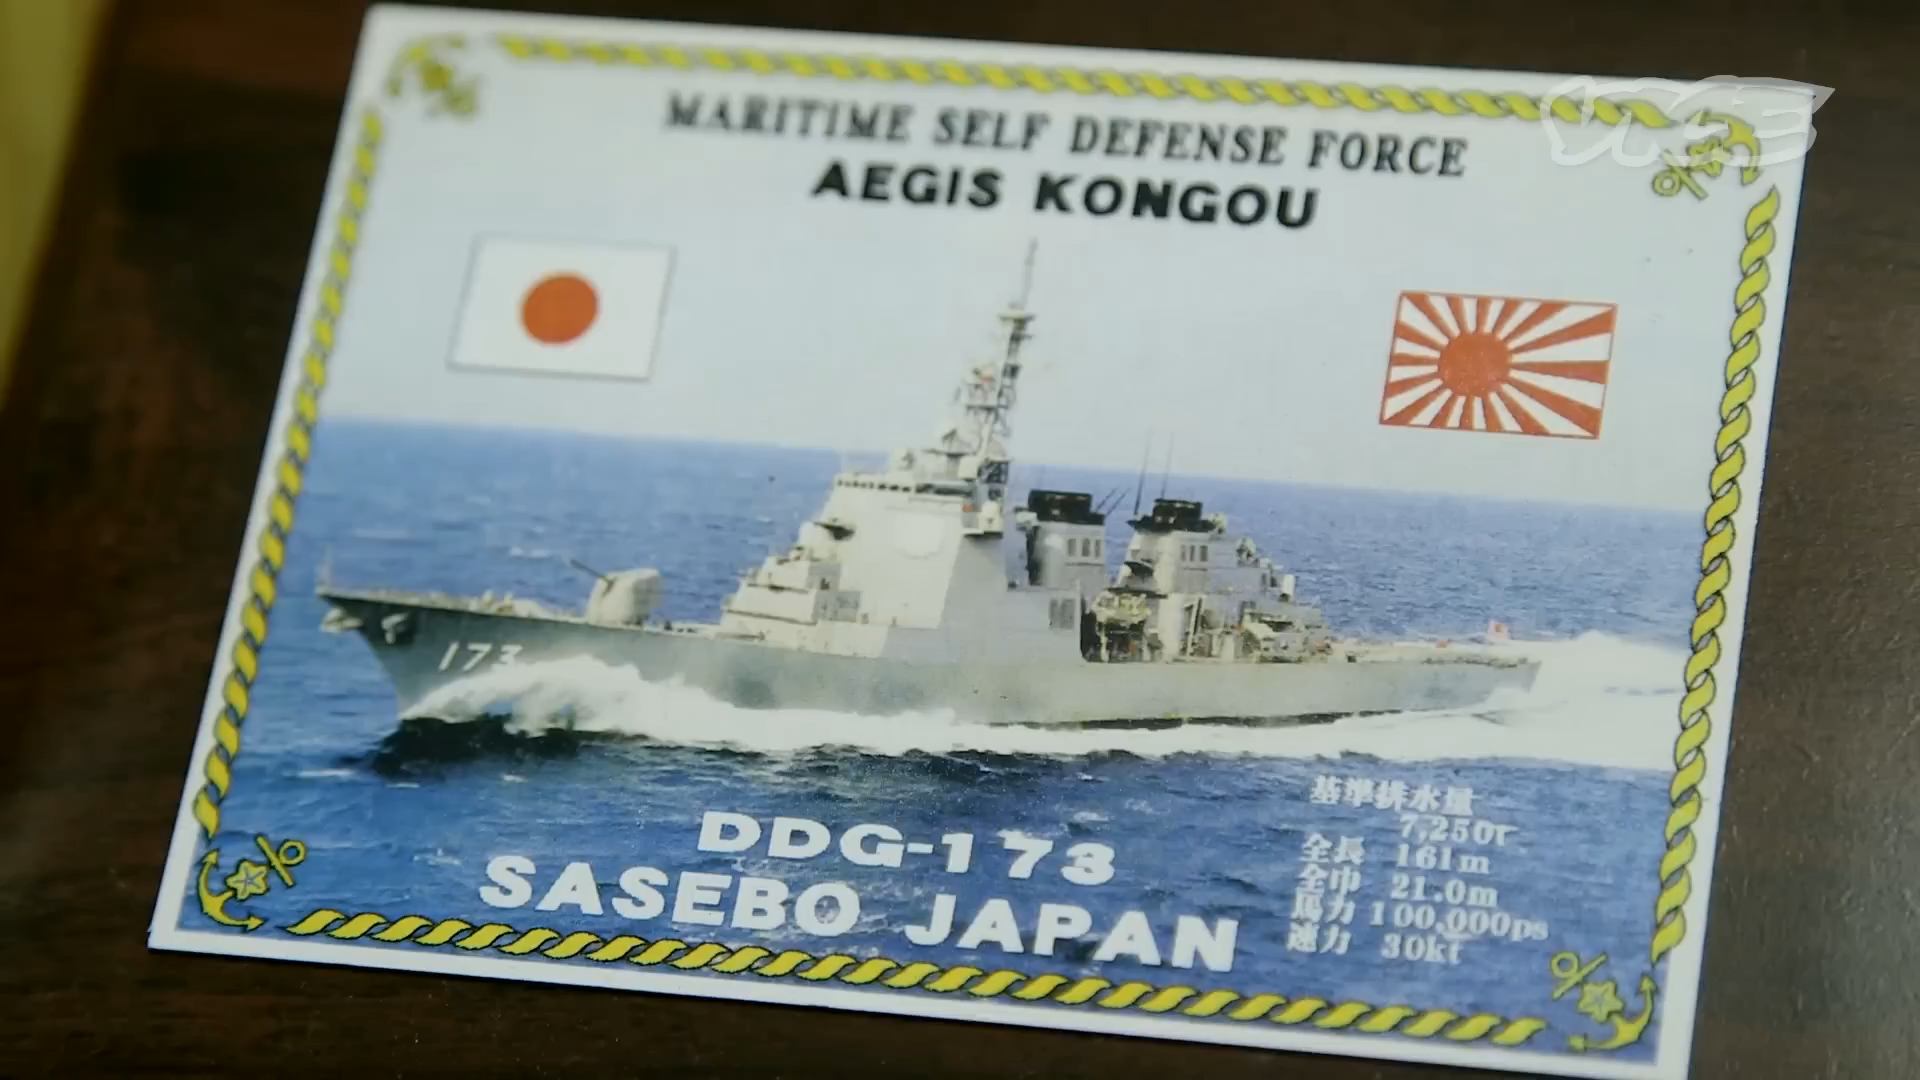 VICE
MARITIME SELF DEFENSE FORCE
AEGIS KONGOU
173
DDG-173
SASEBO JAPAN
基準排水量
7,250T
全長 161m
全巾 21.0m
馬力 100,000ps
速力 30kt